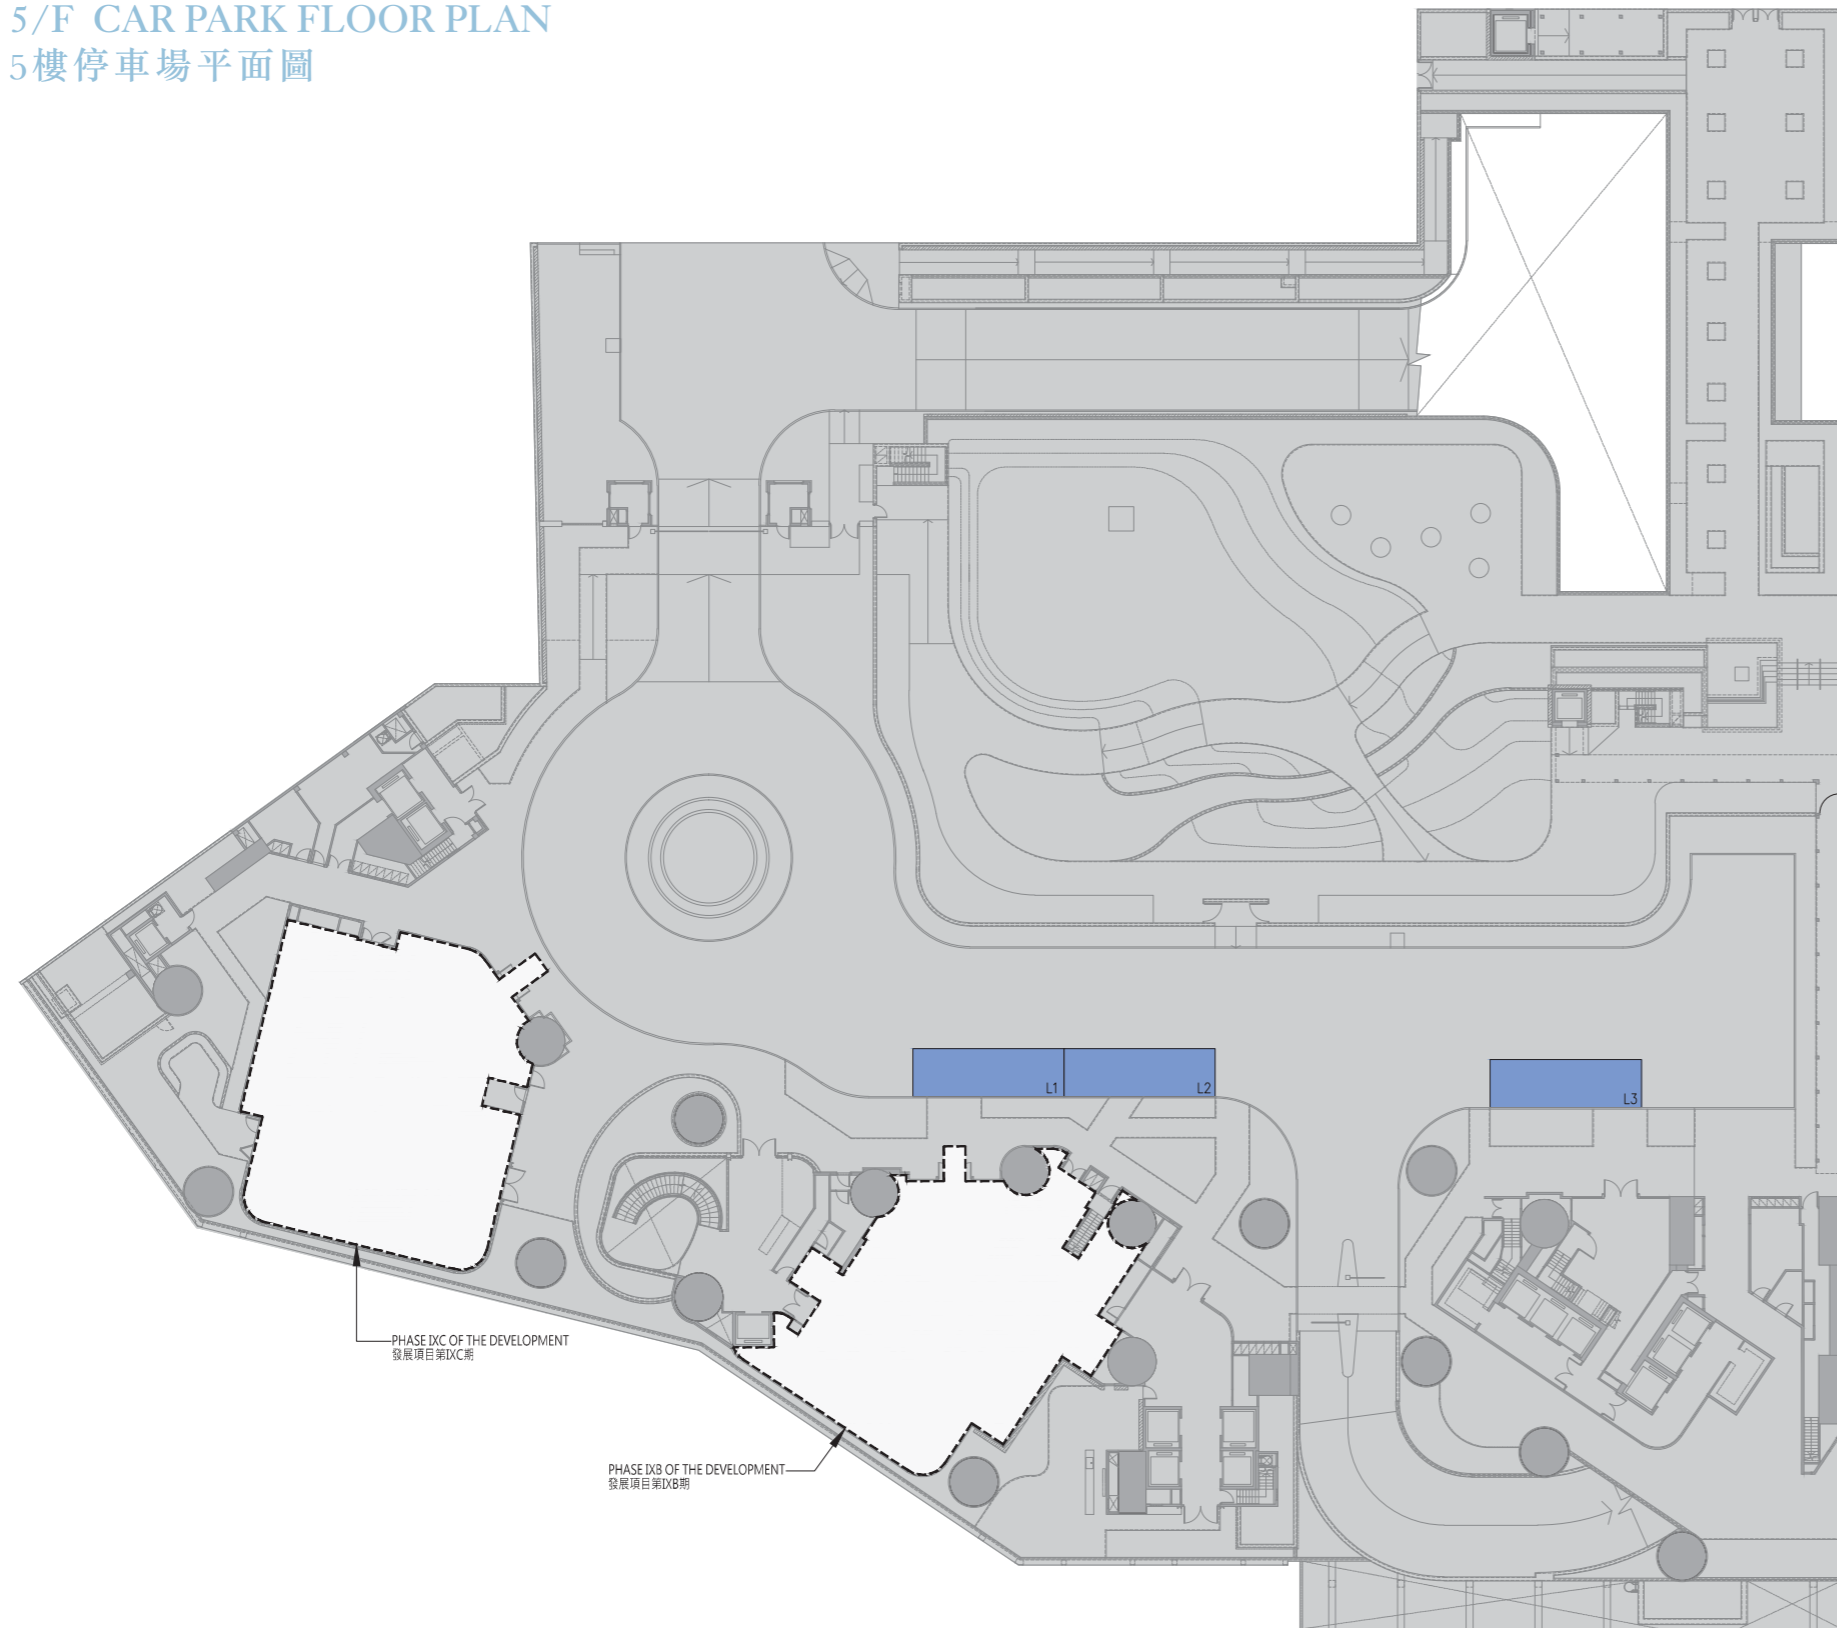 5/F CAR PARK FLOOR PLAN
5樓停車場平面圖
L1
L2
L3
PHASE IXC OF THE DEVELOPMENT
發展項目第IXC期
PHASE IXB OF THE DEVELOPMENT
發展項目第IXB期